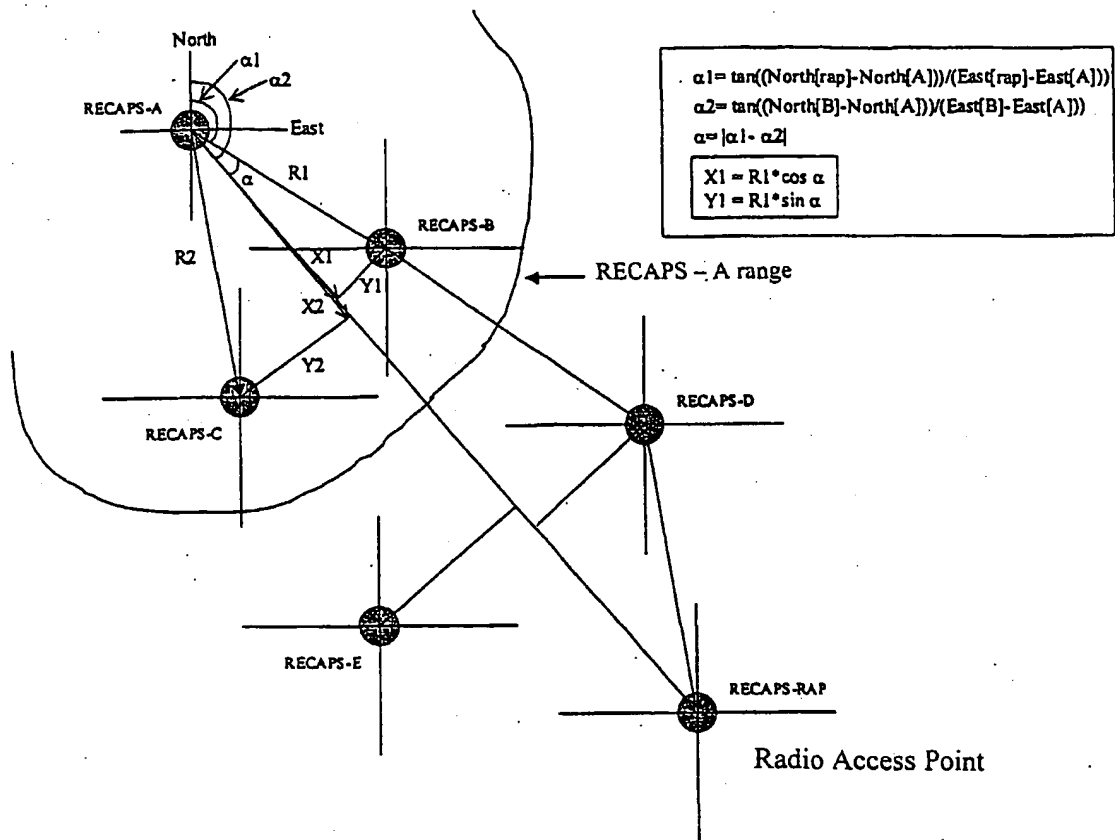 North
α1
α2
RECAPS-A
East
R1
α
RECAPS-B
X1
Y1
R2
X2
Y2
RECAPS – A range
RECAPS-C
RECAPS-D
RECAPS-E
RECAPS-RAP
Radio Access Point
α1= tan((North[rap]-North[A]))/(East[rap]-East[A]))
α2= tan((North[B]-North[A]))/(East[B]-East[A]))
α= |α1- α2|
X1 = R1*cos α
Y1 = R1*sin α